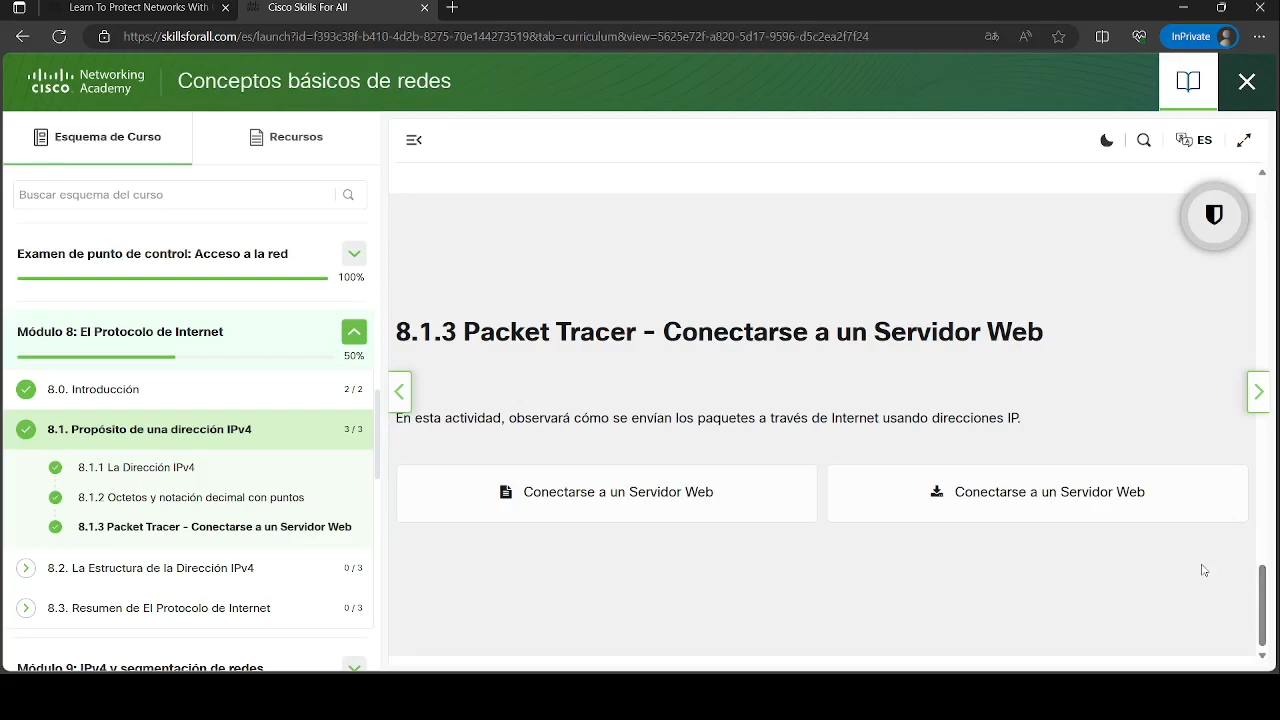 Learn To Protect Networks With
Cisco Skills For All
https://skillsforall.com/es/launch?id=f393c38f-b410-4d2b-8275-70e144273519&tab=curriculum&view=5625e72f-a820-5d17-9596-d5c2ea2f7f24
InPrivate
CISCO Networking Academy
Conceptos básicos de redes
Esquema de Curso
Recursos
ES
Buscar esquema del curso
Examen de punto de control: Acceso a la red
100%
Módulo 8: El Protocolo de Internet
50%
8.0. Introducción 2 / 2
8.1. Propósito de una dirección IPv4 3 / 3
8.1.1 La Dirección IPv4
8.1.2 Octetos y notación decimal con puntos
8.1.3 Packet Tracer - Conectarse a un Servidor Web
8.2. La Estructura de la Dirección IPv4 0 / 3
8.3. Resumen de El Protocolo de Internet 0 / 3
Módulo 9: IPv4 y segmentación de redes
8.1.3 Packet Tracer - Conectarse a un Servidor Web
En esta actividad, observará cómo se envían los paquetes a través de Internet usando direcciones IP.
Conectarse a un Servidor Web
Conectarse a un Servidor Web